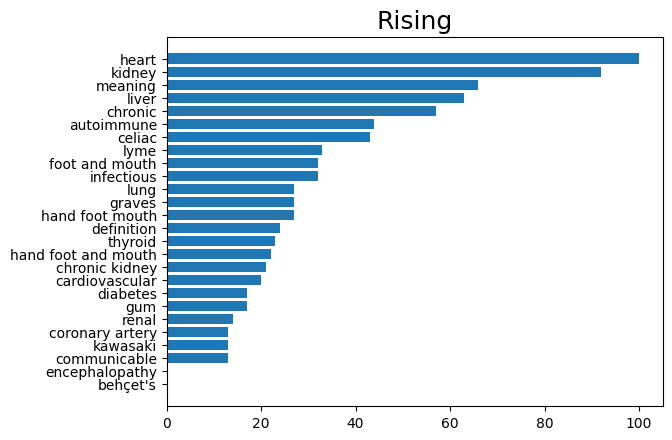 Rising
heart
kidney
meaning
liver
chronic
autoimmune
celiac
lyme
foot and mouth
infectious
lung
graves
hand foot mouth
definition
thyroid
hand foot and mouth
chronic kidney
cardiovascular
diabetes
gum
renal
coronary artery
kawasaki
communicable
encephalopathy
behçet's
0 20 40 60 80 100